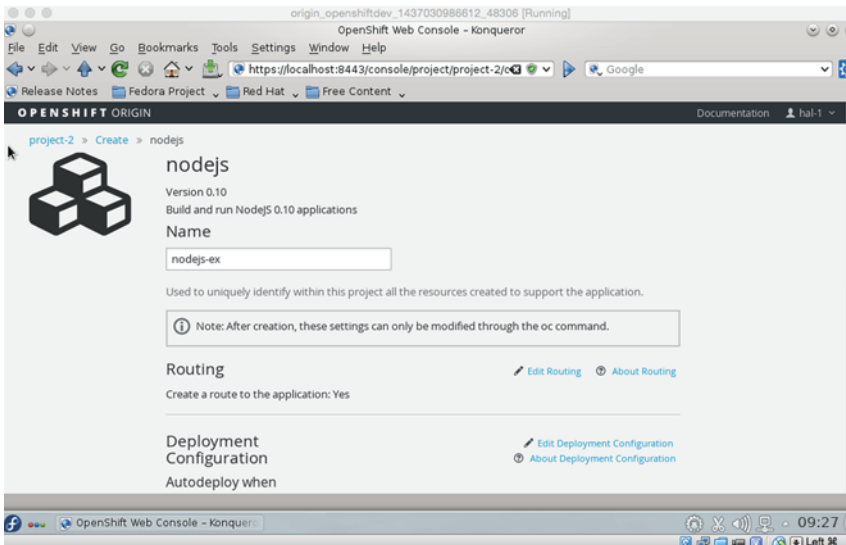 origin_openshiftdev_1437030986612_48306 [Running]
OpenShift Web Console – Konqueror
File Edit View Go Bookmarks Tools Settings Window Help
https://localhost:8443/console/project/project-2/c
Google
Release Notes Fedora Project Red Hat Free Content
OPENSHIFT ORIGIN Documentation hal-1
project-2 » Create » nodejs
nodejs
Version 0.10
Build and run NodeJS 0.10 applications
Name
nodejs-ex
Used to uniquely identify within this project all the resources created to support the application.
Note: After creation, these settings can only be modified through the oc command.
Routing Edit Routing About Routing
Create a route to the application: Yes
Deployment Edit Deployment Configuration
Configuration About Deployment Configuration
Autodeploy when
OpenShift Web Console – Konquero 09:27
Left ⌘